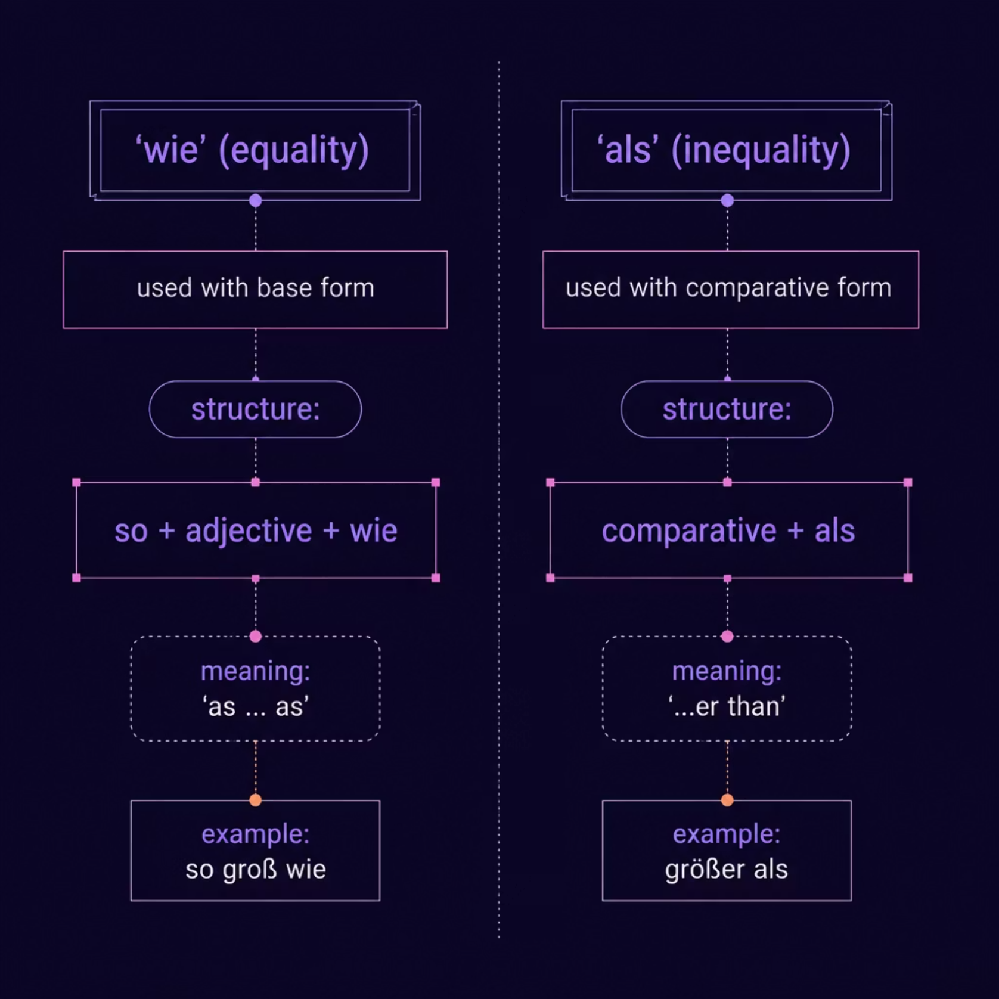 ‘wie’ (equality)
used with base form
structure:
so + adjective + wie
meaning:
‘as ... as’
example:
so groß wie
‘als’ (inequality)
used with comparative form
structure:
comparative + als
meaning:
‘...er than’
example:
größer als